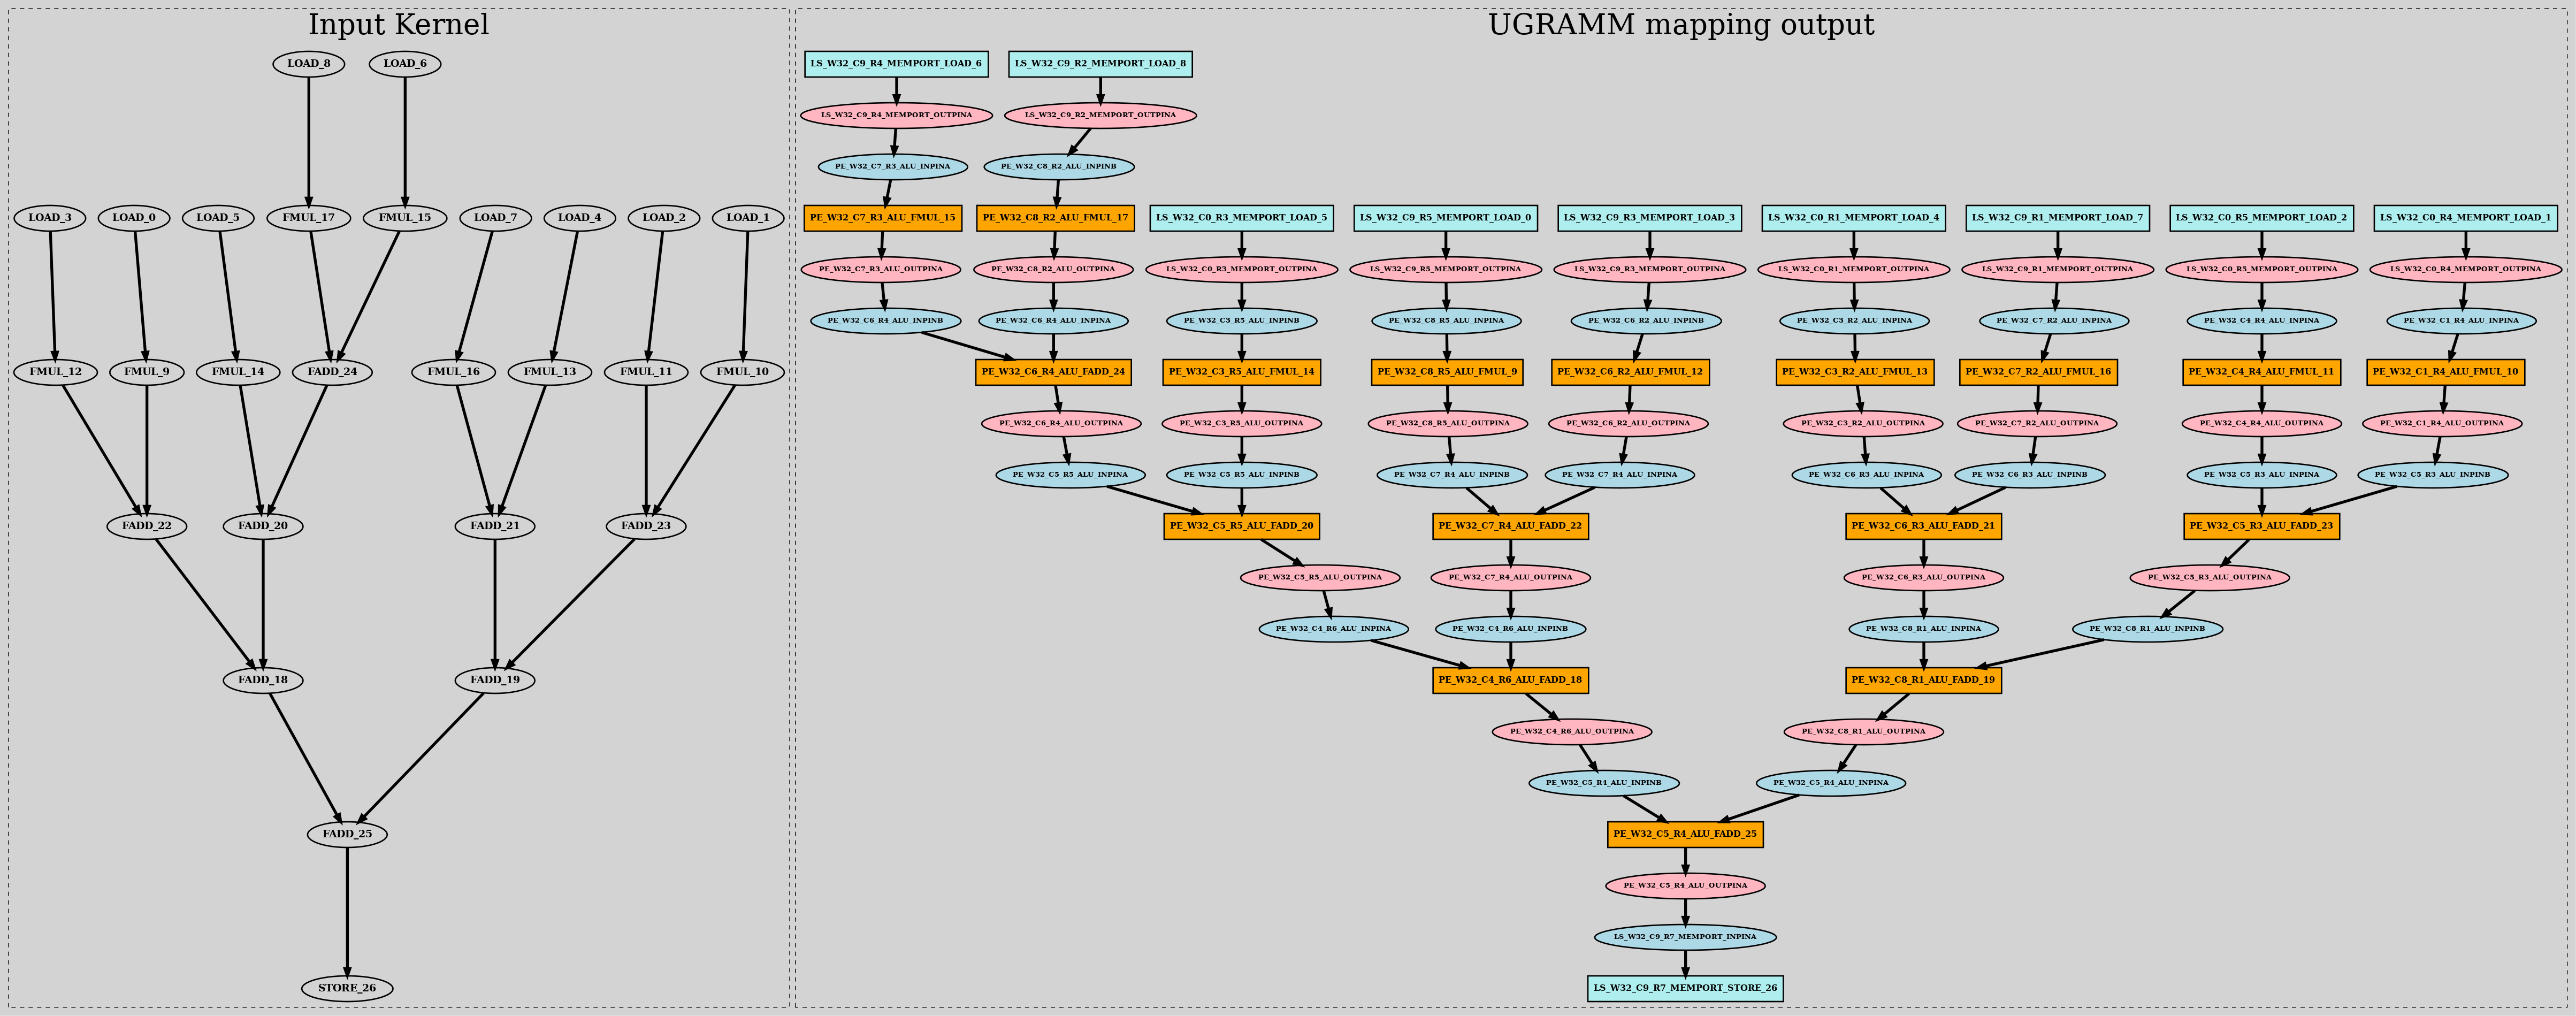 Input Kernel
LOAD_8 LOAD_6
LOAD_3 LOAD_0 LOAD_5 FMUL_17 FMUL_15 LOAD_7 LOAD_4 LOAD_2 LOAD_1
FMUL_12 FMUL_9 FMUL_14 FADD_24 FMUL_16 FMUL_13 FMUL_11 FMUL_10
FADD_22 FADD_20 FADD_21 FADD_23
FADD_18 FADD_19
FADD_25
STORE_26
UGRAMM mapping output
LS_W32_C9_R4_MEMPORT_LOAD_6 LS_W32_C9_R2_MEMPORT_LOAD_8
LS_W32_C9_R4_MEMPORT_OUTPINA LS_W32_C9_R2_MEMPORT_OUTPINA
PE_W32_C7_R3_ALU_INPINA PE_W32_C8_R2_ALU_INPINB
PE_W32_C7_R3_ALU_FMUL_15 PE_W32_C8_R2_ALU_FMUL_17 LS_W32_C0_R3_MEMPORT_LOAD_5 LS_W32_C9_R5_MEMPORT_LOAD_0 LS_W32_C9_R3_MEMPORT_LOAD_3 LS_W32_C0_R1_MEMPORT_LOAD_4 LS_W32_C9_R1_MEMPORT_LOAD_7 LS_W32_C0_R5_MEMPORT_LOAD_2 LS_W32_C0_R4_MEMPORT_LOAD_1
PE_W32_C7_R3_ALU_OUTPINA PE_W32_C8_R2_ALU_OUTPINA LS_W32_C0_R3_MEMPORT_OUTPINA LS_W32_C9_R5_MEMPORT_OUTPINA LS_W32_C9_R3_MEMPORT_OUTPINA LS_W32_C0_R1_MEMPORT_OUTPINA LS_W32_C9_R1_MEMPORT_OUTPINA LS_W32_C0_R5_MEMPORT_OUTPINA LS_W32_C0_R4_MEMPORT_OUTPINA
PE_W32_C6_R4_ALU_INPINB PE_W32_C6_R4_ALU_INPINA PE_W32_C3_R5_ALU_INPINB PE_W32_C8_R5_ALU_INPINA PE_W32_C6_R2_ALU_INPINB PE_W32_C3_R2_ALU_INPINA PE_W32_C7_R2_ALU_INPINA PE_W32_C4_R4_ALU_INPINA PE_W32_C1_R4_ALU_INPINA
PE_W32_C6_R4_ALU_FADD_24 PE_W32_C3_R5_ALU_FMUL_14 PE_W32_C8_R5_ALU_FMUL_9 PE_W32_C6_R2_ALU_FMUL_12 PE_W32_C3_R2_ALU_FMUL_13 PE_W32_C7_R2_ALU_FMUL_16 PE_W32_C4_R4_ALU_FMUL_11 PE_W32_C1_R4_ALU_FMUL_10
PE_W32_C6_R4_ALU_OUTPINA PE_W32_C3_R5_ALU_OUTPINA PE_W32_C8_R5_ALU_OUTPINA PE_W32_C6_R2_ALU_OUTPINA PE_W32_C3_R2_ALU_OUTPINA PE_W32_C7_R2_ALU_OUTPINA PE_W32_C4_R4_ALU_OUTPINA PE_W32_C1_R4_ALU_OUTPINA
PE_W32_C5_R5_ALU_INPINA PE_W32_C5_R5_ALU_INPINB PE_W32_C7_R4_ALU_INPINB PE_W32_C7_R4_ALU_INPINA PE_W32_C6_R3_ALU_INPINA PE_W32_C6_R3_ALU_INPINB PE_W32_C5_R3_ALU_INPINA PE_W32_C5_R3_ALU_INPINB
PE_W32_C5_R5_ALU_FADD_20 PE_W32_C7_R4_ALU_FADD_22 PE_W32_C6_R3_ALU_FADD_21 PE_W32_C5_R3_ALU_FADD_23
PE_W32_C5_R5_ALU_OUTPINA PE_W32_C7_R4_ALU_OUTPINA PE_W32_C6_R3_ALU_OUTPINA PE_W32_C5_R3_ALU_OUTPINA
PE_W32_C4_R6_ALU_INPINA PE_W32_C4_R6_ALU_INPINB PE_W32_C8_R1_ALU_INPINA PE_W32_C8_R1_ALU_INPINB
PE_W32_C4_R6_ALU_FADD_18 PE_W32_C8_R1_ALU_FADD_19
PE_W32_C4_R6_ALU_OUTPINA PE_W32_C8_R1_ALU_OUTPINA
PE_W32_C5_R4_ALU_INPINB PE_W32_C5_R4_ALU_INPINA
PE_W32_C5_R4_ALU_FADD_25
PE_W32_C5_R4_ALU_OUTPINA
LS_W32_C9_R7_MEMPORT_INPINA
LS_W32_C9_R7_MEMPORT_STORE_26